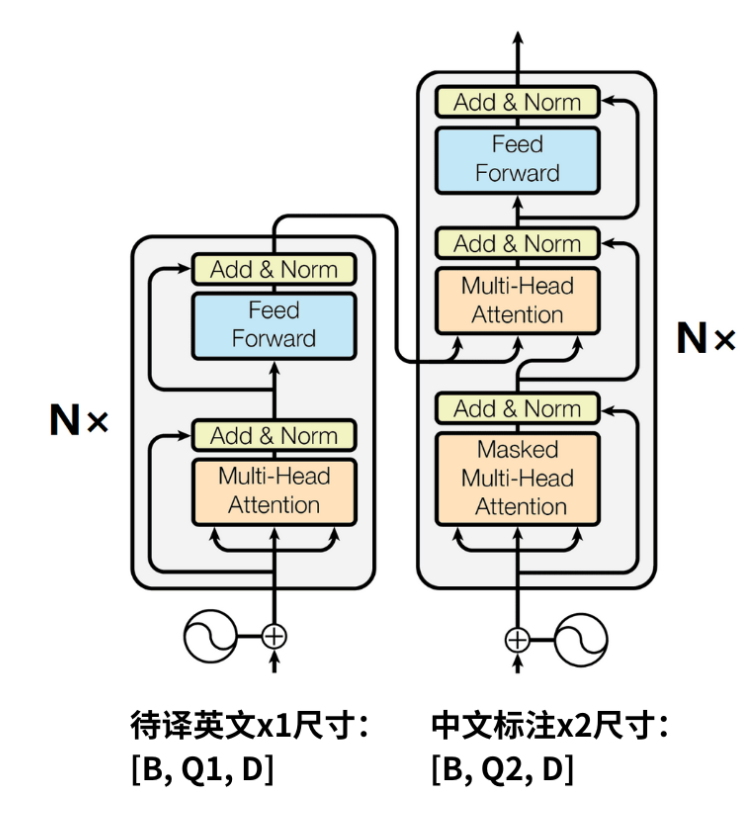 Add & Norm
Feed
Forward
Add & Norm
Multi-Head
Attention
Add & Norm
Masked
Multi-Head
Attention
N×
Add & Norm
Feed
Forward
Add & Norm
Multi-Head
Attention
N×
待译英文x1尺寸：
[B, Q1, D]
中文标注x2尺寸：
[B, Q2, D]